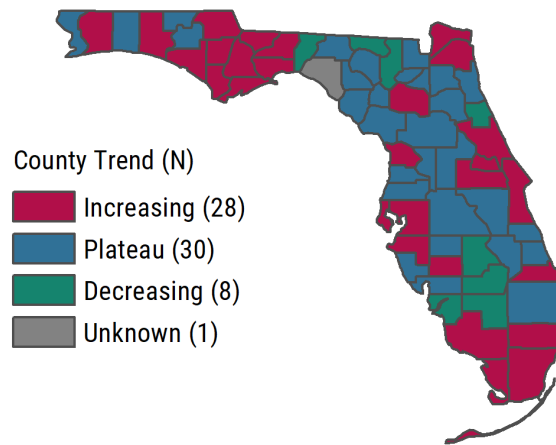 County Trend (N)
Increasing (28)
Plateau (30)
Decreasing (8)
Unknown (1)